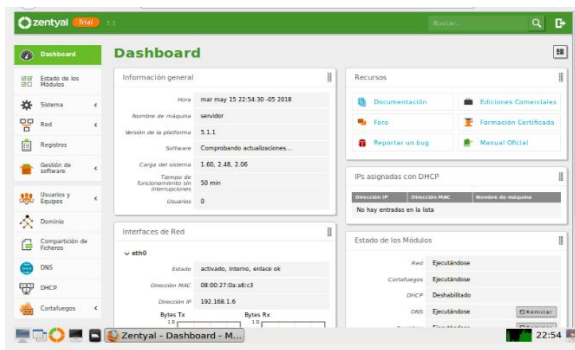 zentyal Trial 5.1
Buscar...
Dashboard
Estado de los Módulos
Sistema
Red
Registros
Gestión de software
Usuarios y Equipos
Dominio
Compartición de Ficheros
DNS
DHCP
Cortafuegos
Dashboard
Información general
Hora mar may 15 22:54:30 -05 2018
Nombre de máquina servidor
Versión de la plataforma 5.1.1
Software Comprobando actualizaciones...
Carga del sistema 1.60, 2.48, 2.06
Tiempo de funcionamiento sin interrupciones 50 min
Usuarios 0
Interfaces de Red
eth0
Estado activado, interno, enlace ok
Dirección MAC 08:00:27:0a:a6:c3
Dirección IP 192.168.1.6
Bytes Tx Bytes Rx
Recursos
Documentación Ediciones Comerciales
Foro Formación Certificada
Reportar un bug Manual Oficial
IPs asignadas con DHCP
Dirección IP Dirección MAC Nombre de máquina
No hay entradas en la lista
Estado de los Módulos
Red Ejecutándose
Cortafuegos Ejecutándose
DHCP Deshabilitado
DNS Ejecutándose Reiniciar
Zentyal - Dashboard - M...
22:54